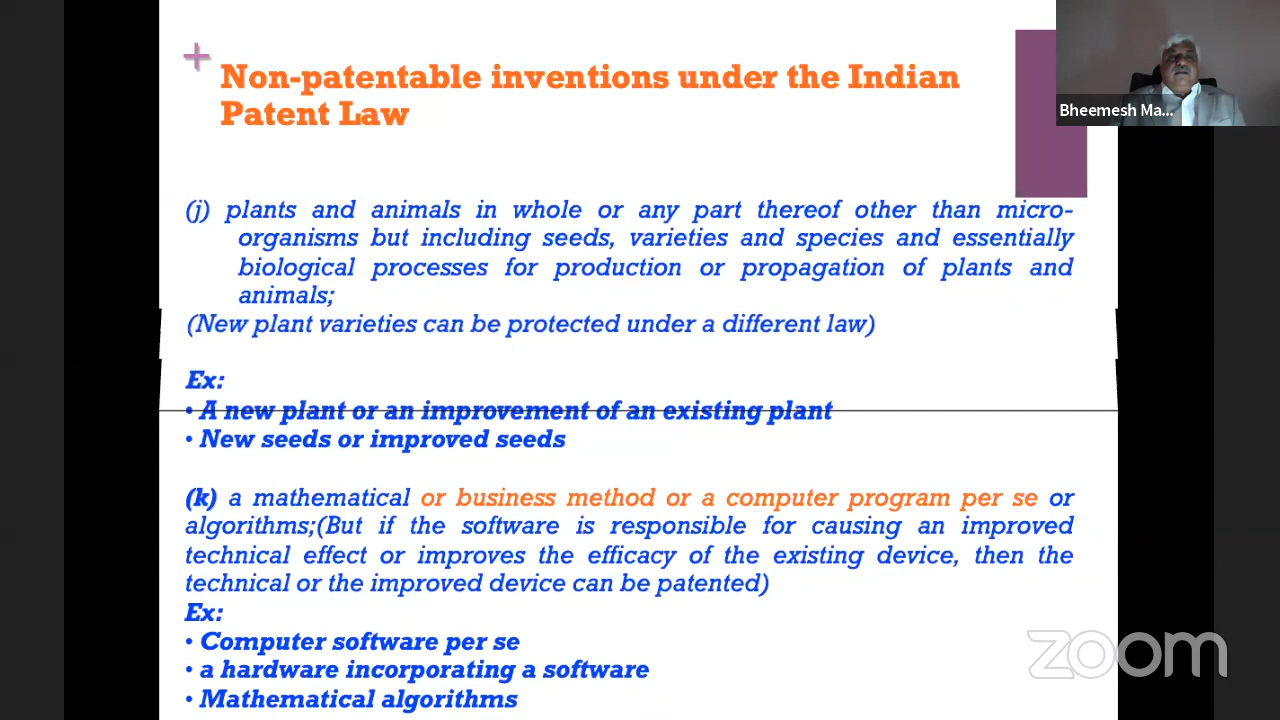 +
Non-patentable inventions under the Indian
Patent Law
Bheemesh Ma...
(j) plants and animals in whole or any part thereof other than micro-
organisms but including seeds, varieties and species and essentially
biological processes for production or propagation of plants and
animals;
(New plant varieties can be protected under a different law)
Ex:
• A new plant or an improvement of an existing plant
• New seeds or improved seeds
(k) a mathematical or business method or a computer program per se or
algorithms;(But if the software is responsible for causing an improved
technical effect or improves the efficacy of the existing device, then the
technical or the improved device can be patented)
Ex:
• Computer software per se
• a hardware incorporating a software
• Mathematical algorithms
zoom